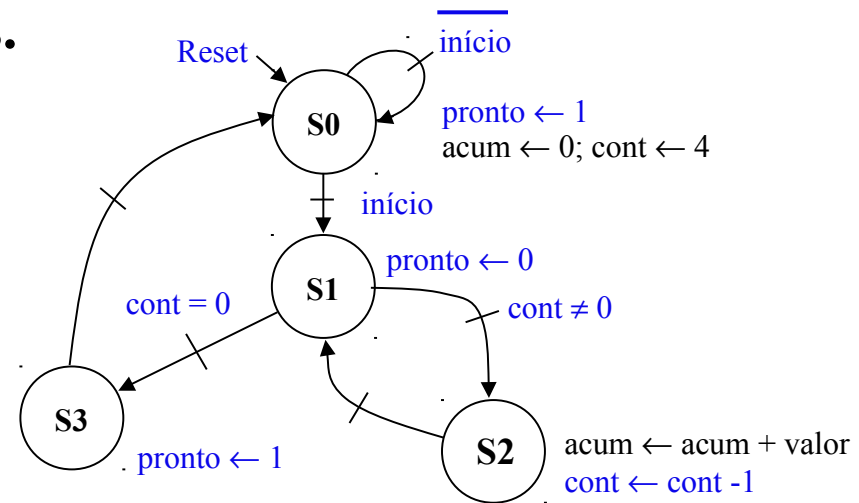 Reset
início
S0
pronto ← 1
acum ← 0; cont ← 4
início
S1
pronto ← 0
cont = 0
cont ≠ 0
S3
pronto ← 1
S2
acum ← acum + valor
cont ← cont -1